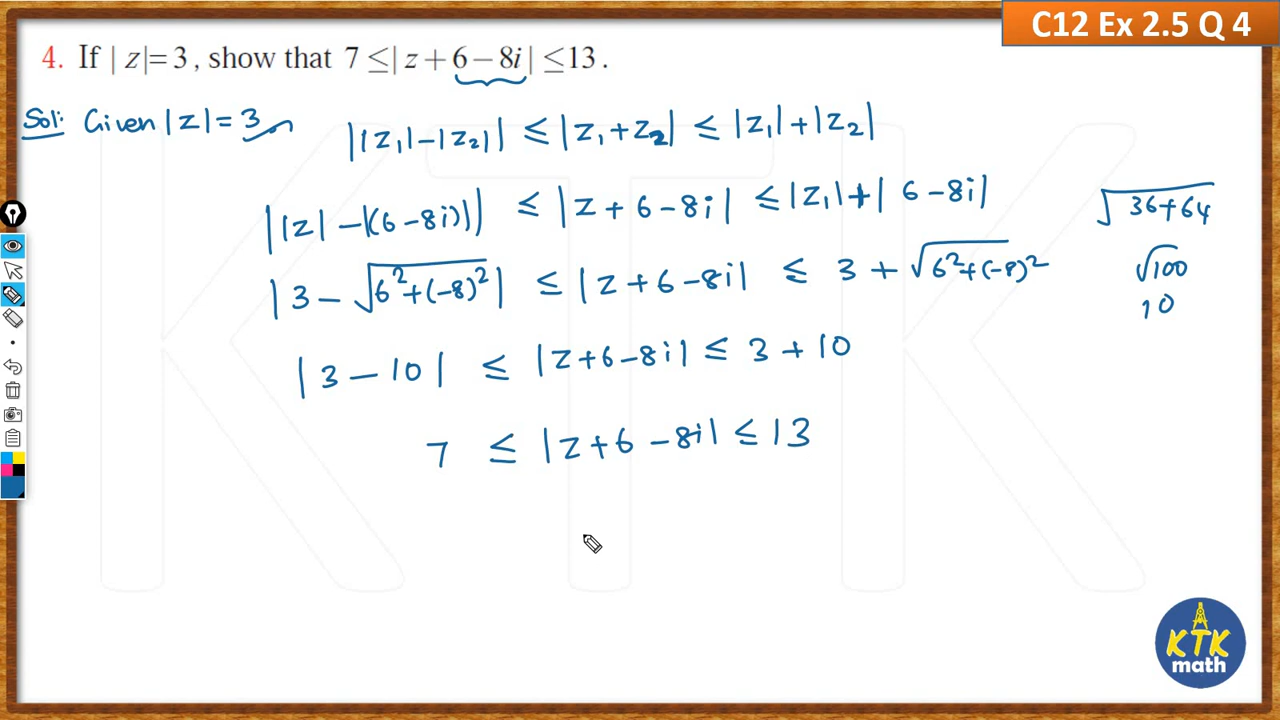 C12 Ex 2.5 Q 4
4. If | z|= 3, show that 7 ≤| z + 6 − 8i | ≤13.
Sol: Given |z| = 3
||z₁|−|z₂|| ≤ |z₁+z₂| ≤ |z₁|+|z₂|
||z| −|(6−8i)|| ≤ |z+6−8i| ≤ |z₁|+| 6−8i|
√36+64
|3 − √6²+(−8)²| ≤ |z+6−8i| ≤ 3 + √6²+(−8)²
√100
10
|3 − 10| ≤ |z+6−8i| ≤ 3 + 10
7 ≤ |z+6−8i| ≤ 13
KTK
KTK
math